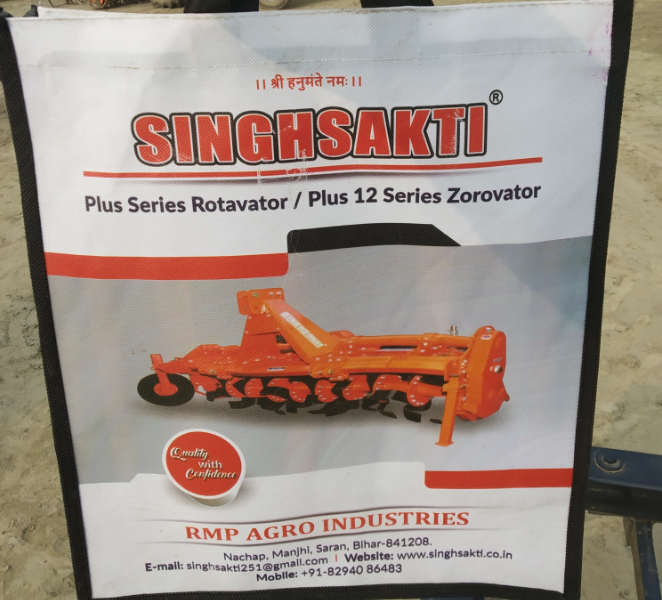 ।। श्री हनुमंते नमः ।।
SINGHSAKTI®
Plus Series Rotavator / Plus 12 Series Zorovator
Quality
with
Confidence
RMP AGRO INDUSTRIES
Nachap, Manjhi, Saran, Bihar-841208.
E-mail: singhsakti251@gmail.com | Website: www.singhsakti.co.in
Mobile: +91-82940 86483